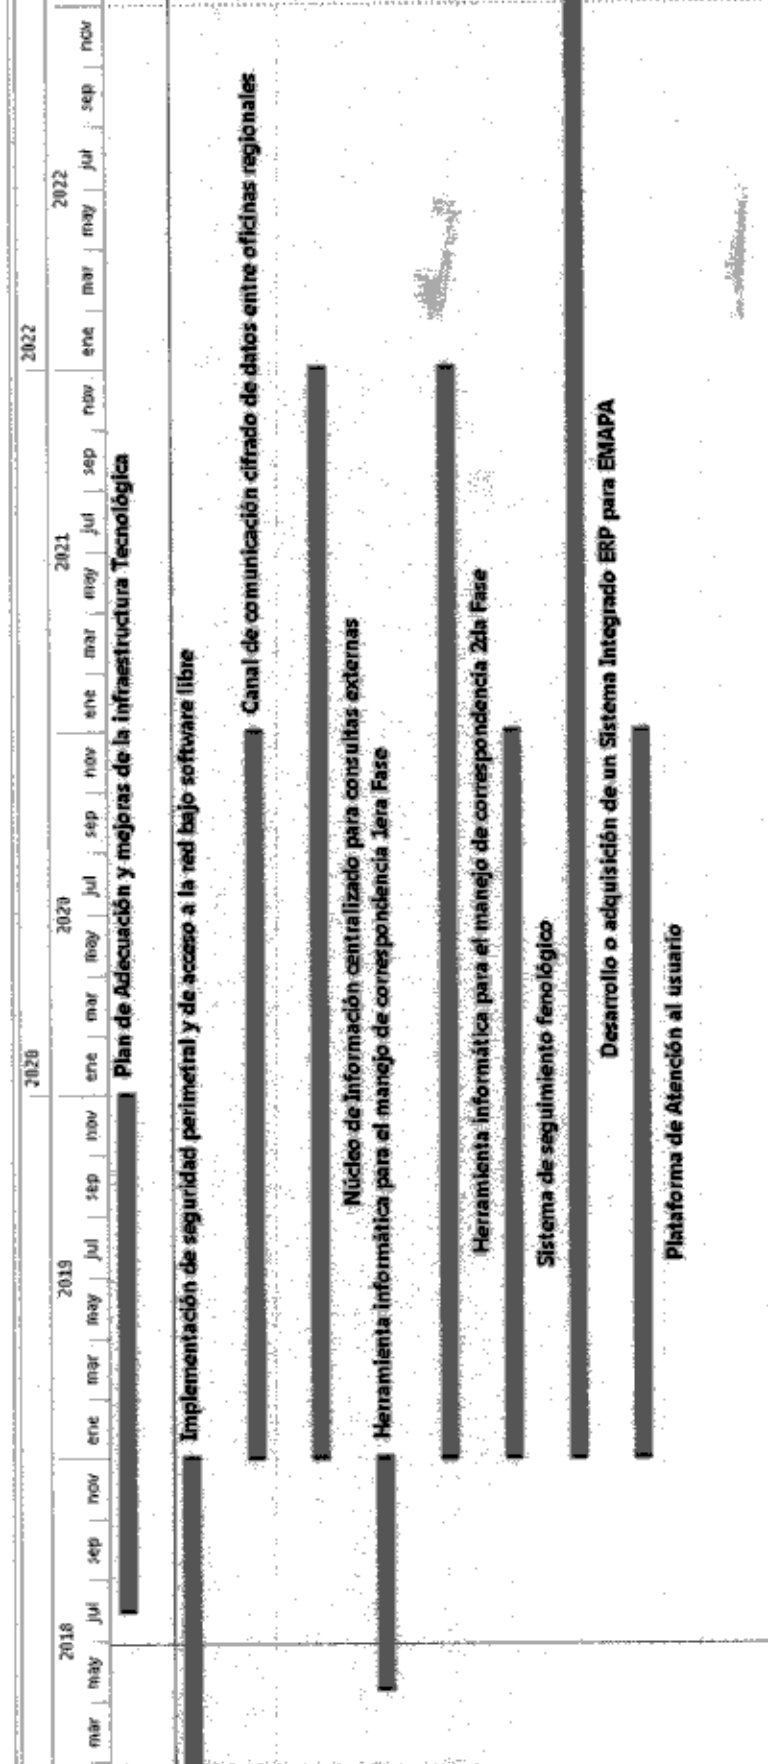 2020 2022
2018 2019 2020 2021 2022
mar may jul sep nov ene mar may jul sep nov ene mar may jul sep nov ene mar may jul sep nov ene mar may jul sep nov
Plan de Adecuación y mejoras de la infraestructura Tecnológica
Implementación de seguridad perimetral y de acceso a la red bajo software libre
Canal de comunicación cifrado de datos entre oficinas regionales
Núcleo de Información centralizado para consultas externas
Herramienta informática para el manejo de correspondencia 1era Fase
Herramienta informática para el manejo de correspondencia 2da Fase
Sistema de seguimiento fenológico
Desarrollo o adquisición de un Sistema Integrado ERP para EMAPA
Plataforma de Atención al usuario